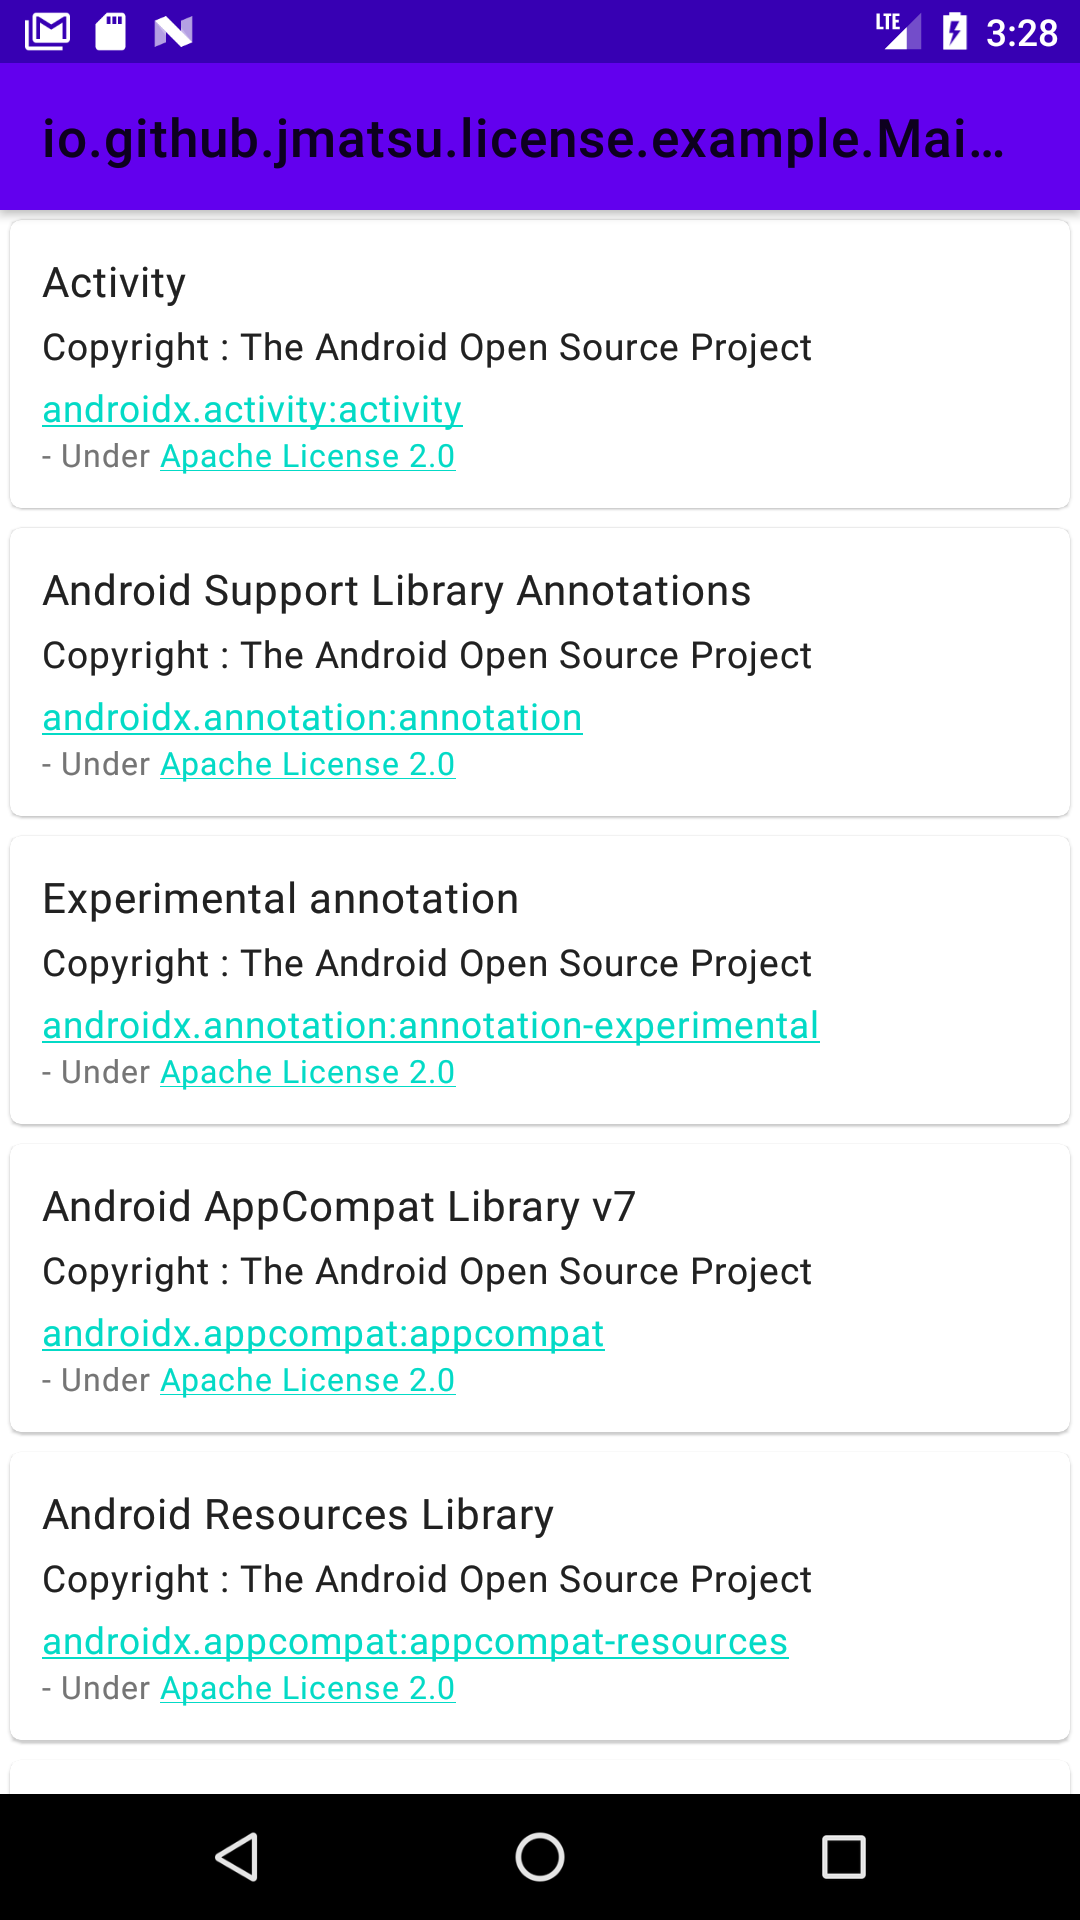 LTE 3:28
io.github.jmatsu.license.example.Mai...
Activity
Copyright : The Android Open Source Project
androidx.activity:activity
- Under Apache License 2.0
Android Support Library Annotations
Copyright : The Android Open Source Project
androidx.annotation:annotation
- Under Apache License 2.0
Experimental annotation
Copyright : The Android Open Source Project
androidx.annotation:annotation-experimental
- Under Apache License 2.0
Android AppCompat Library v7
Copyright : The Android Open Source Project
androidx.appcompat:appcompat
- Under Apache License 2.0
Android Resources Library
Copyright : The Android Open Source Project
androidx.appcompat:appcompat-resources
- Under Apache License 2.0